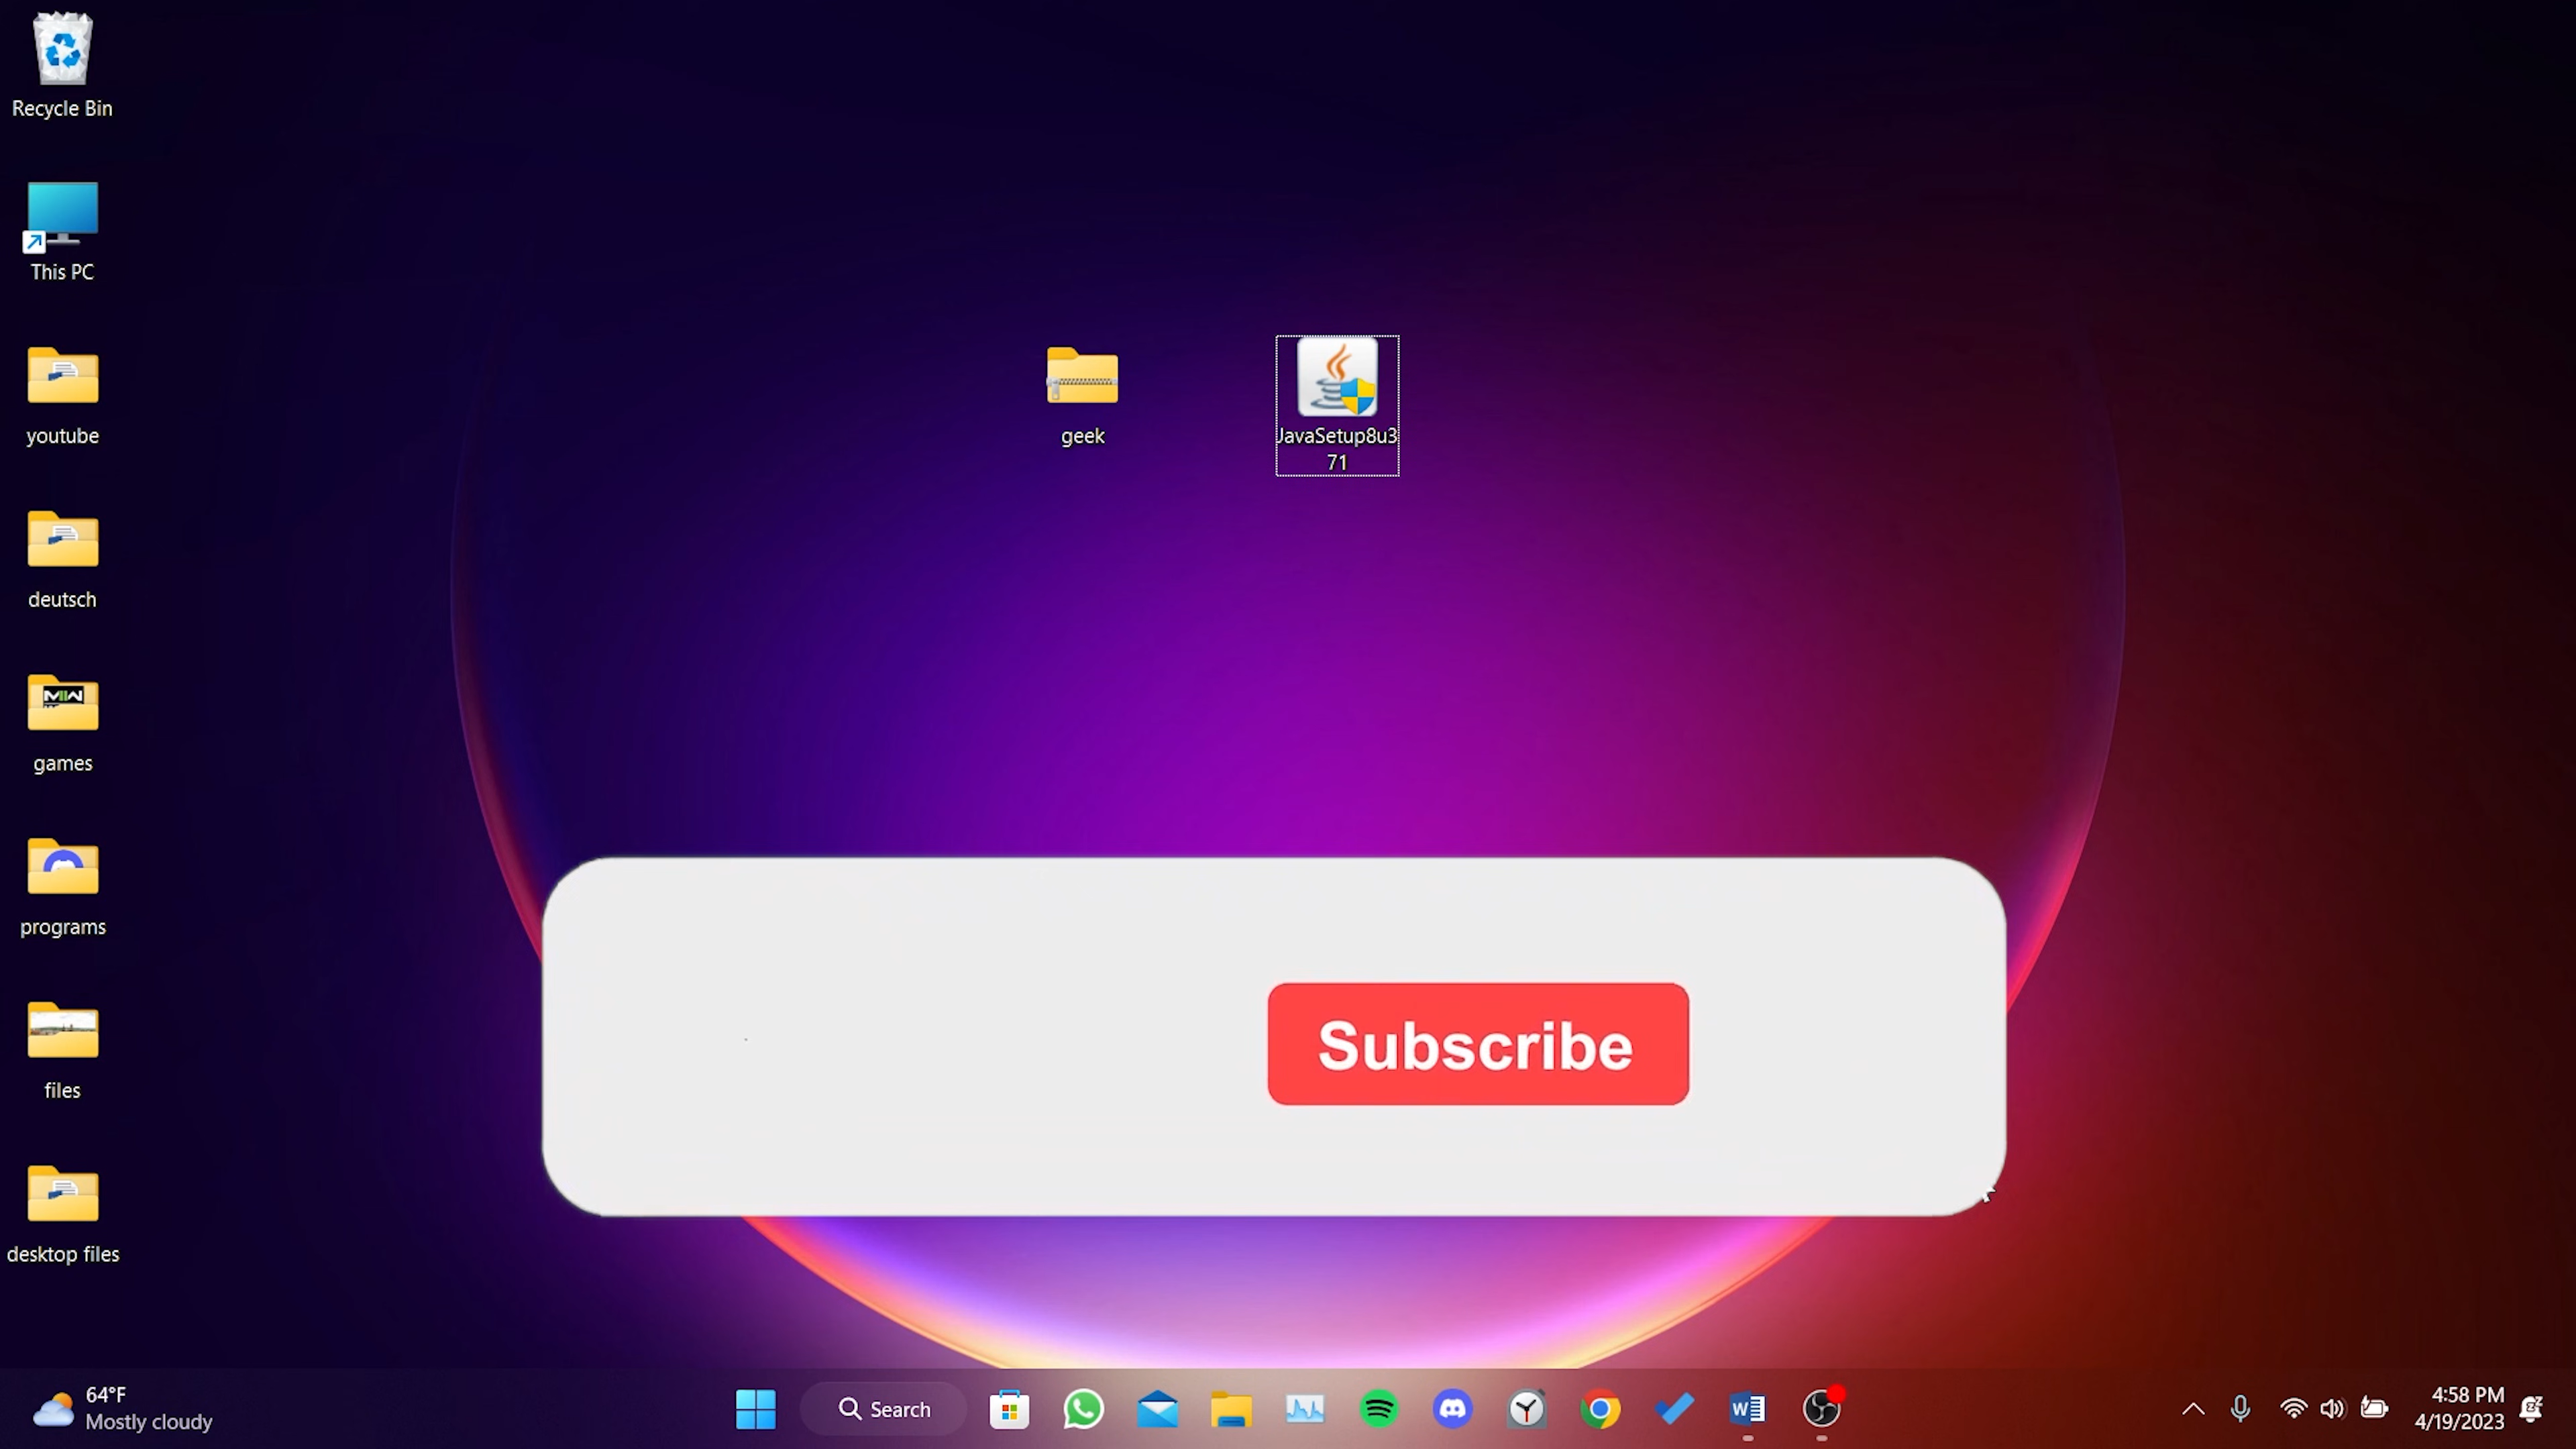 Recycle Bin
This PC
youtube
deutsch
games
programs
files
desktop files
geek
JavaSetup8u3
71
Subscribe
64°F
Mostly cloudy
Search
4:58 PM
4/19/2023